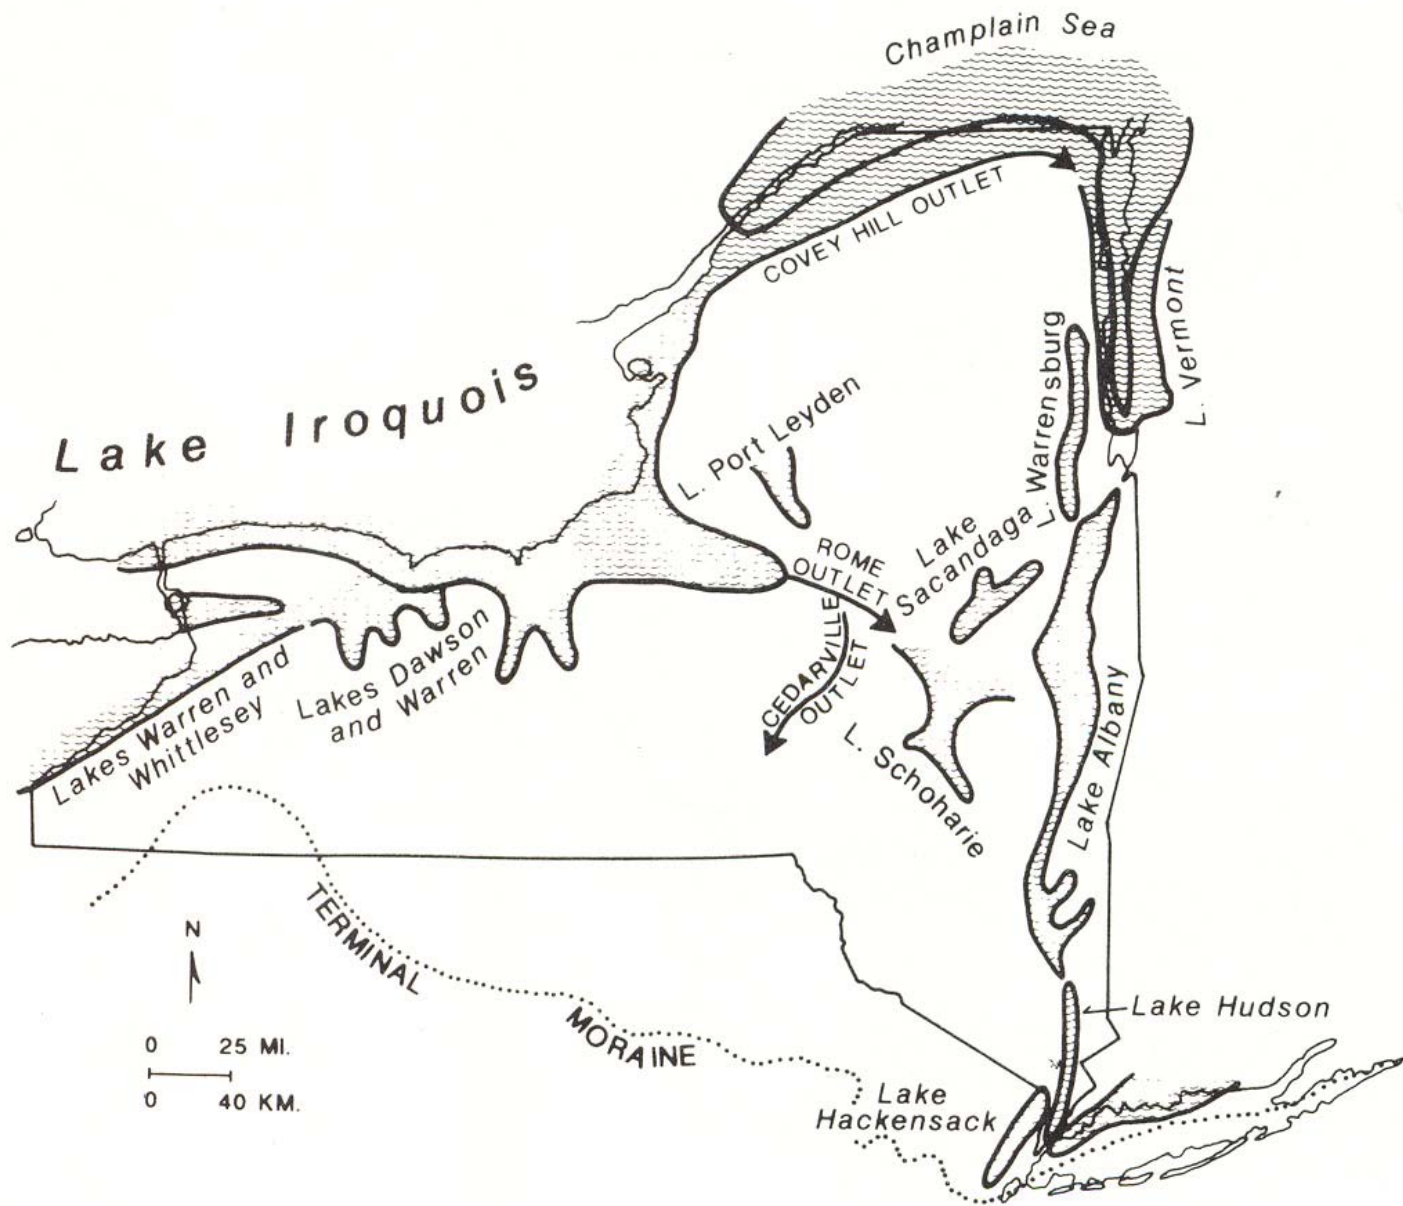 Champlain Sea
COVEY HILL OUTLET
L. Vermont
Lake Iroquois
L. Port Leyden
L. Warrensburg
Lake
Sacandaga
ROME
OUTLET
CEDARVILLE
OUTLET
Lakes Warren and
Whittlesey
Lakes Dawson
and Warren
L. Schoharie
Lake Albany
TERMINAL
MORAINE
N
0 25 MI.
0 40 KM.
Lake Hudson
Lake
Hackensack